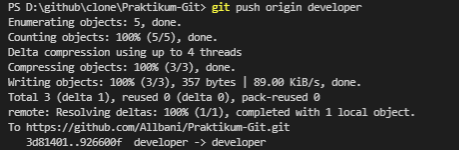 PS D:\github\clone\Praktikum-Git> git push origin developer
Enumerating objects: 5, done.
Counting objects: 100% (5/5), done.
Delta compression using up to 4 threads
Compressing objects: 100% (3/3), done.
Writing objects: 100% (3/3), 357 bytes | 89.00 KiB/s, done.
Total 3 (delta 1), reused 0 (delta 0), pack-reused 0
remote: Resolving deltas: 100% (1/1), completed with 1 local object.
To https://github.com/Allbani/Praktikum-Git.git
   3d81401..926600f  developer -> developer